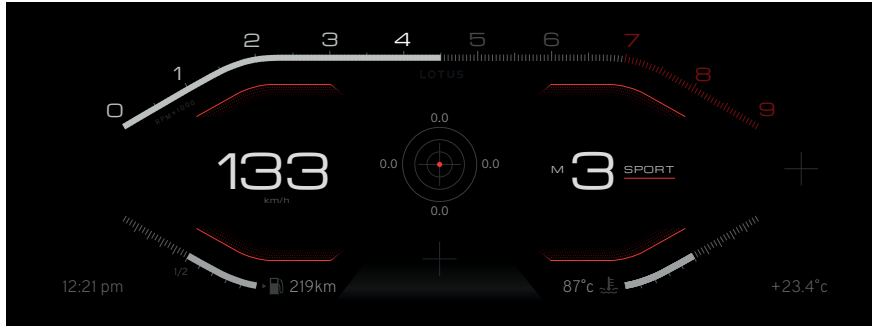 0 1 2 3 4 5 6 7 8 9
LOTUS
RPM×1000
0.0
133
km/h
0.0
0.0
M 3 SPORT
0.0
1/2
12:21 pm
219km
87°c
+23.4°c